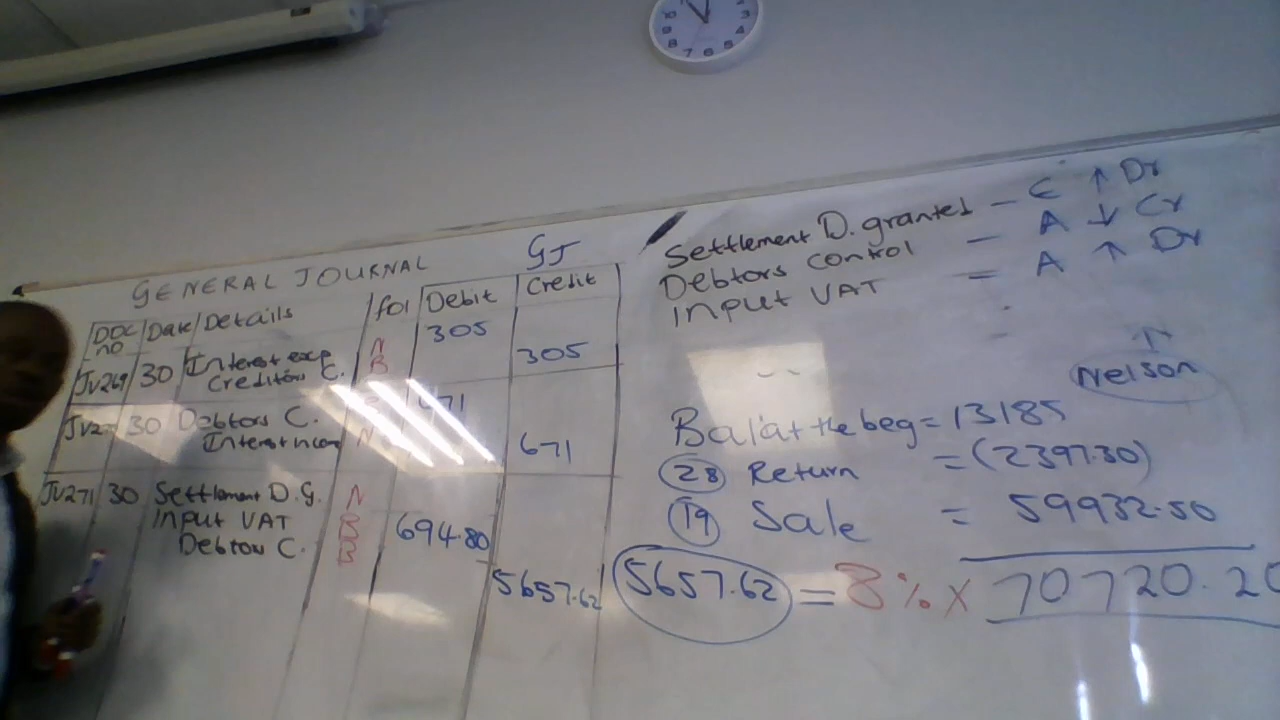 GENERAL JOURNAL
GJ
DOC no Date Details fol Debit Credit
JV269 30 Interest exp N 305
Creditors C. B 305
30 Debtors C.
Interest incom N 671
JV271 30 Settlement D.G. N
Input VAT B 694.80
Debtors C. B 5657.62
Settlement D. granted - E ↑ Dr
Debtors control - A ↓ Cr
Input VAT = A ↑ Dr
Nelson
Bal at the beg = 13185
(28) Return = (2397.30)
(19) Sale = 59932.50
5657.62 = 8% x 70720.20